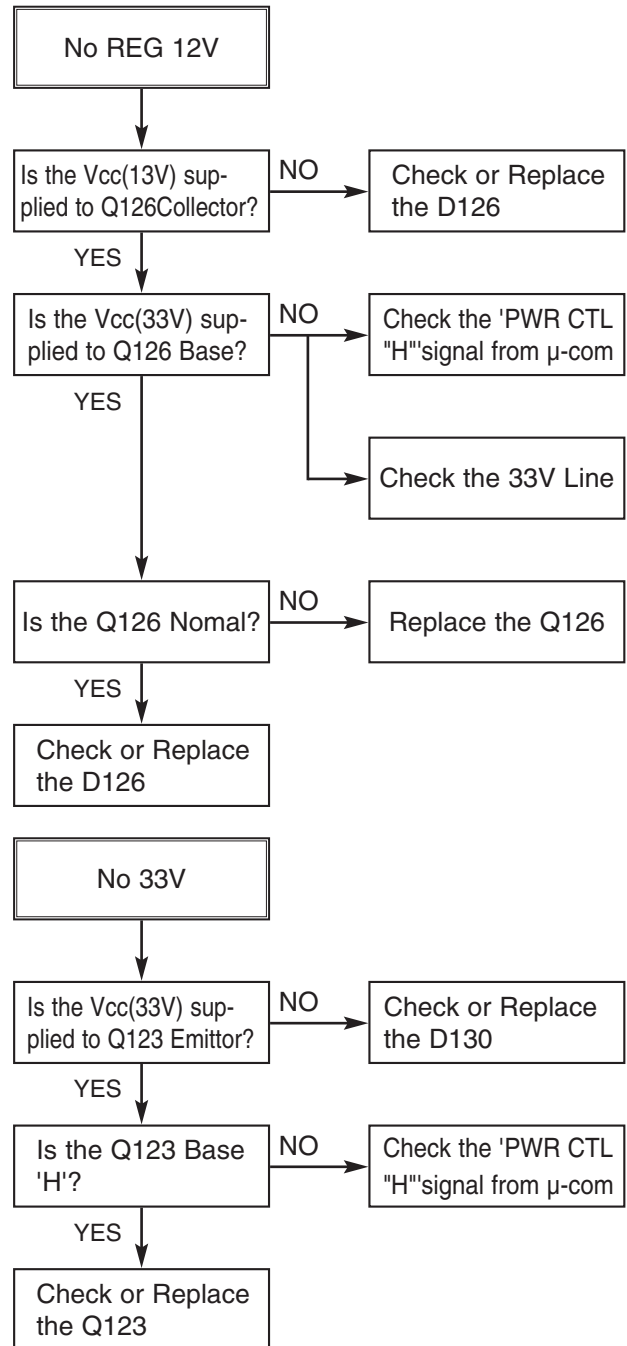 No REG 12V
Is the Vcc(13V) sup-
plied to Q126Collector?
NO
Check or Replace
the D126
YES
Is the Vcc(33V) sup-
plied to Q126 Base?
NO
Check the 'PWR CTL
"H"'signal from µ-com
YES
Check the 33V Line
Is the Q126 Nomal?
NO
Replace the Q126
YES
Check or Replace
the D126
No 33V
Is the Vcc(33V) sup-
plied to Q123 Emittor?
NO
Check or Replace
the D130
YES
Is the Q123 Base
'H'?
NO
Check the 'PWR CTL
"H"'signal from µ-com
YES
Check or Replace
the Q123